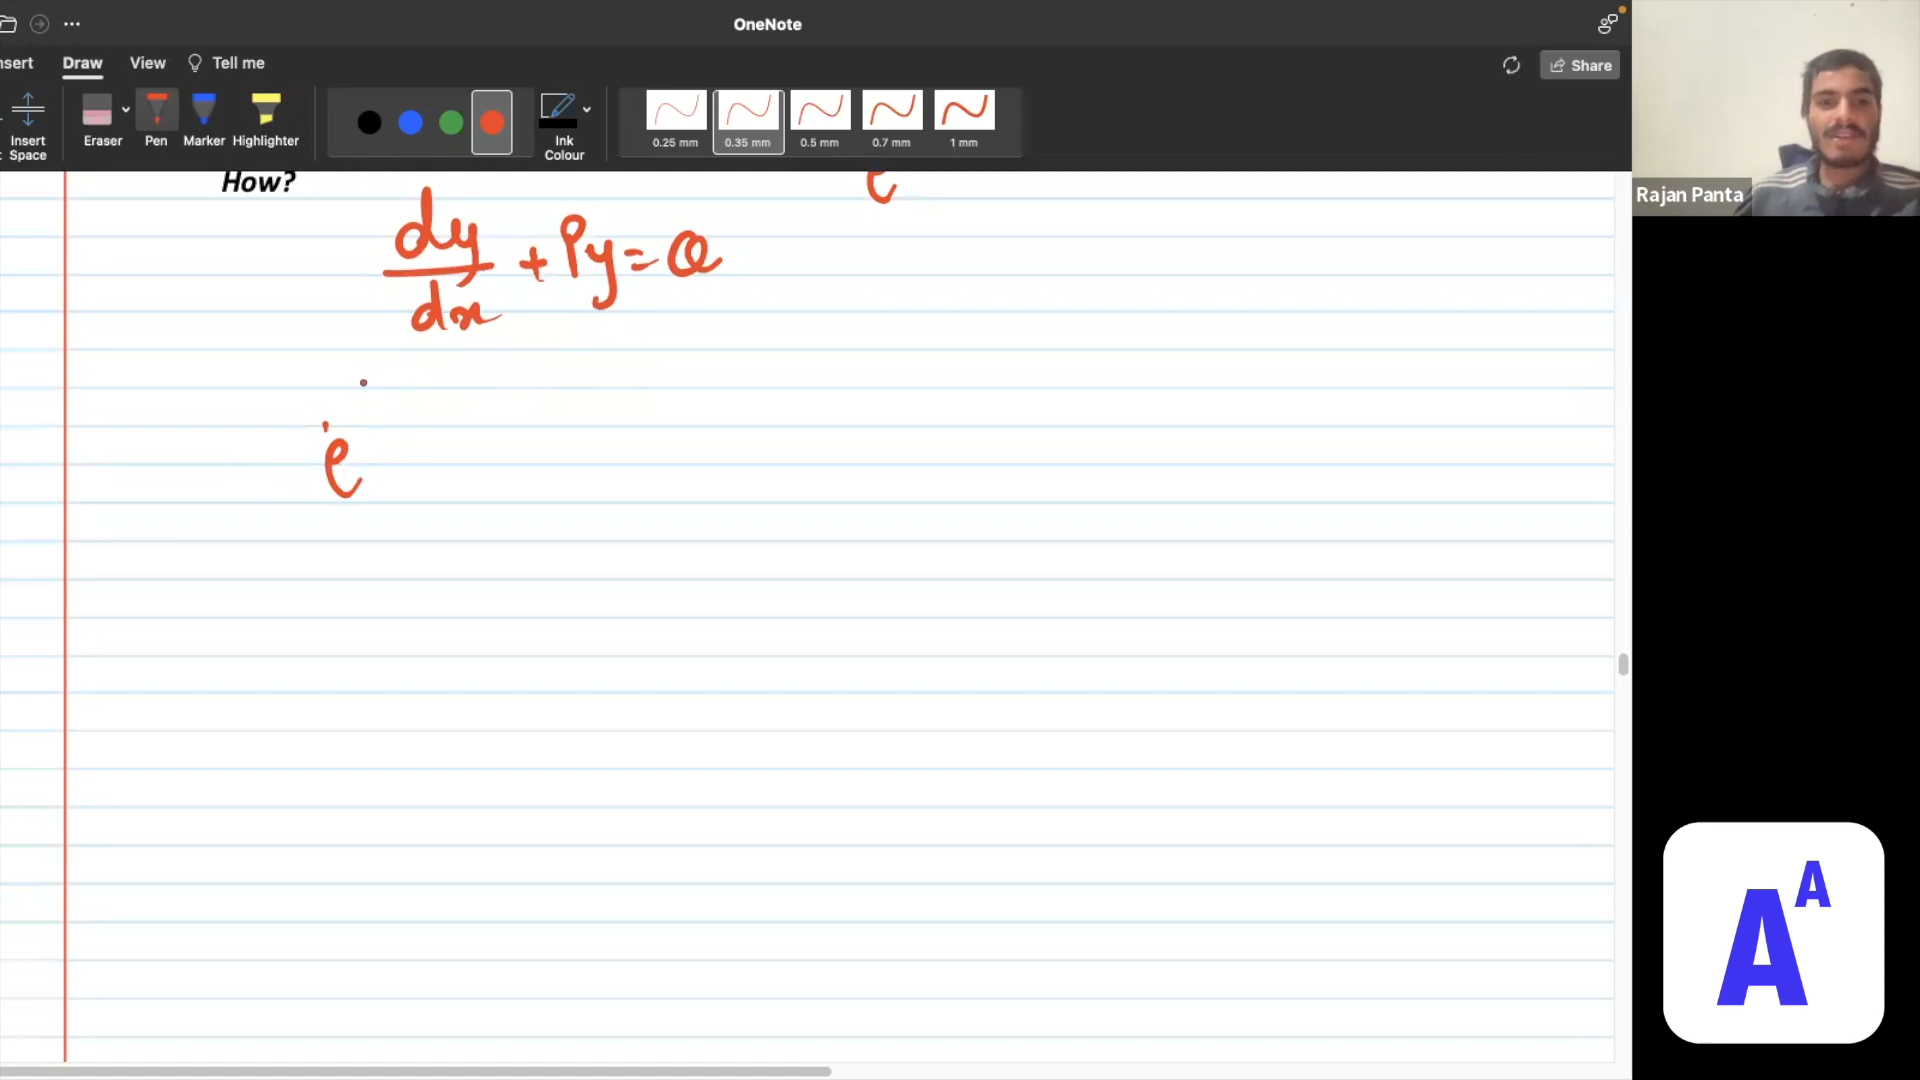 OneNote
nsert Draw View Tell me Share
Insert Space Eraser Pen Marker Highlighter Ink Colour 0.25 mm 0.35 mm 0.5 mm 0.7 mm 1 mm
Rajan Panta
How? e
dy/dx + Py = Q
e
A A